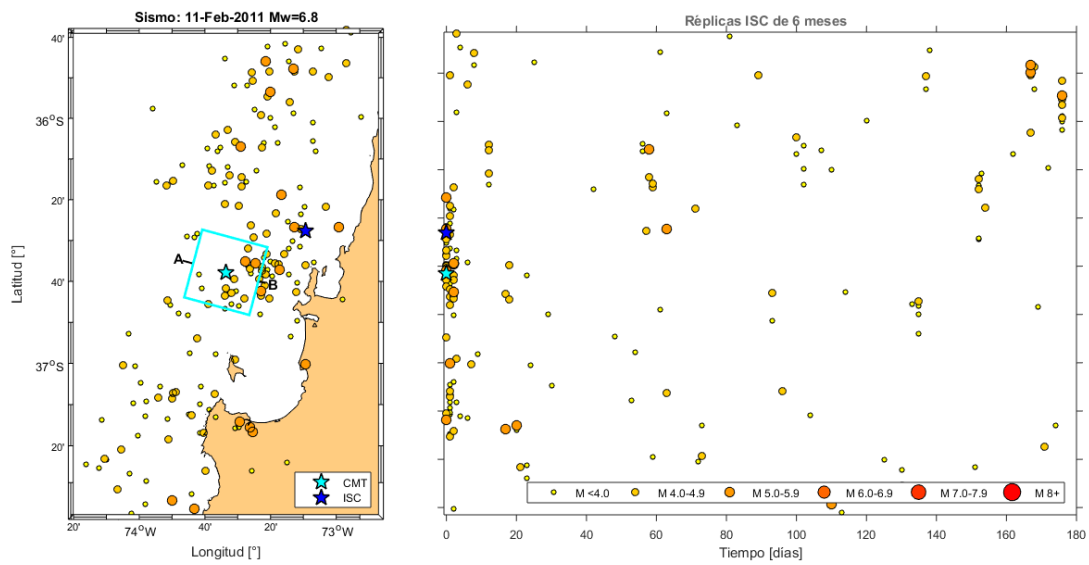 Sismo: 11-Feb-2011 Mw=6.8
Réplicas ISC de 6 meses
40'
36°S
20'
40'
37°S
20'
Latitud [°]
A
B
CMT
ISC
20'
74°W
40'
20'
73°W
Longitud [°]
M <4.0
M 4.0-4.9
M 5.0-5.9
M 6.0-6.9
M 7.0-7.9
M 8+
0 20 40 60 80 100 120 140 160 180
Tiempo [días]